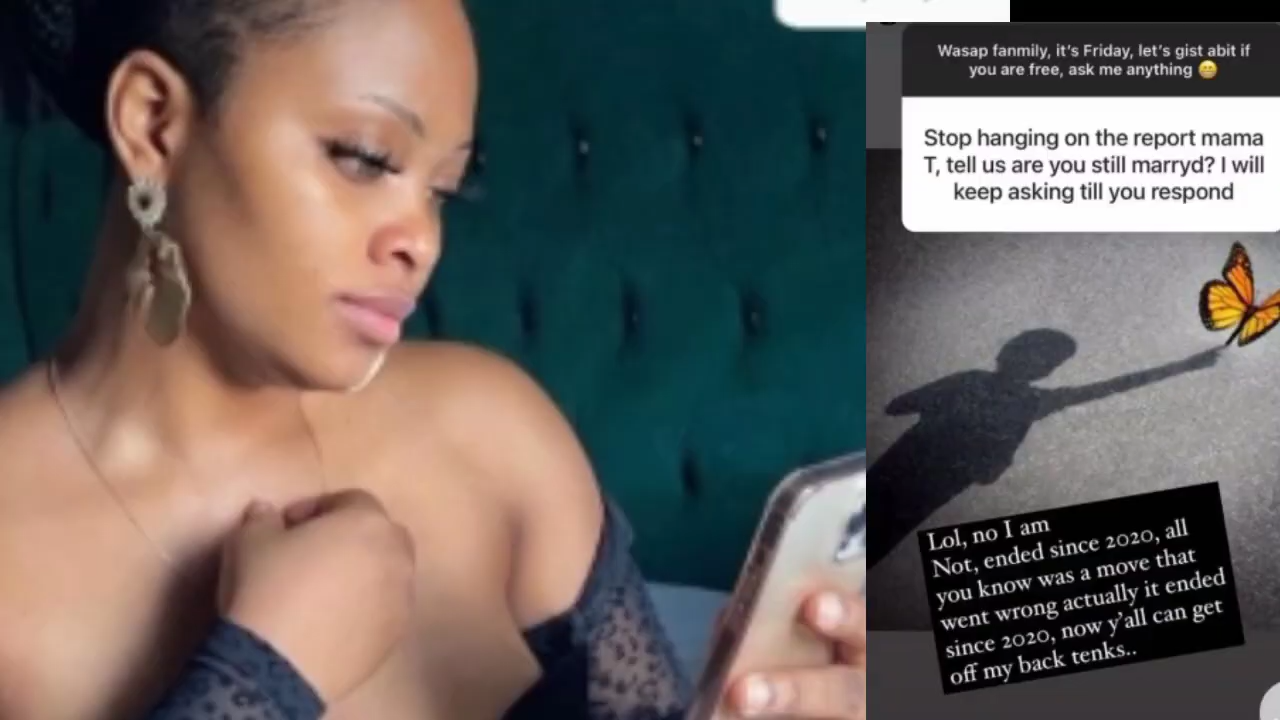 Wasap fanmily, it's Friday, let's gist abit if
you are free, ask me anything 😁
Stop hanging on the report mama
T, tell us are you still marryd? I will
keep asking till you respond
Lol, no I am
Not, ended since 2020, all
you know was a move that
went wrong actually it ended
since 2020, now y'all can get
off my back tenks..